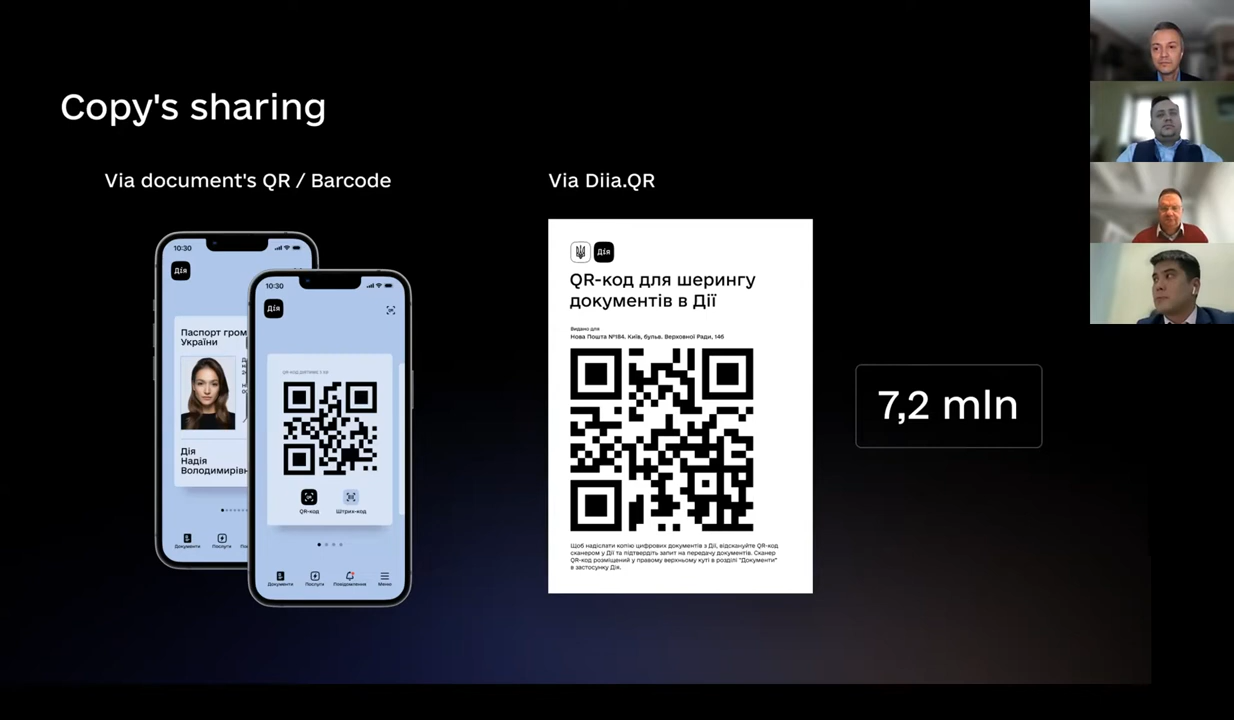 Copy's sharing
Via document's QR / Barcode
Via Diia.QR
10:30
Дія
Паспорт гром
України
Дія
Надія
Володимирівн
Документи
Послуги
10:30
Дія
QR-код
Штрих-код
Документи
Послуги
Повідомлення
Меню
Дія
QR-код для шерингу
документів в Дії
Видано для
Нова Пошта №184, Київ, бульв. Верховної Ради, 14б
Щоб надіслати копію цифрових документів з Дії, відскануйте QR-код
сканером у Дії та підтвердіть запит на передачу документів. Сканер
QR-код розміщений у правому верхньому куті в розділі "Документи"
в застосунку Дія.
7,2 mln